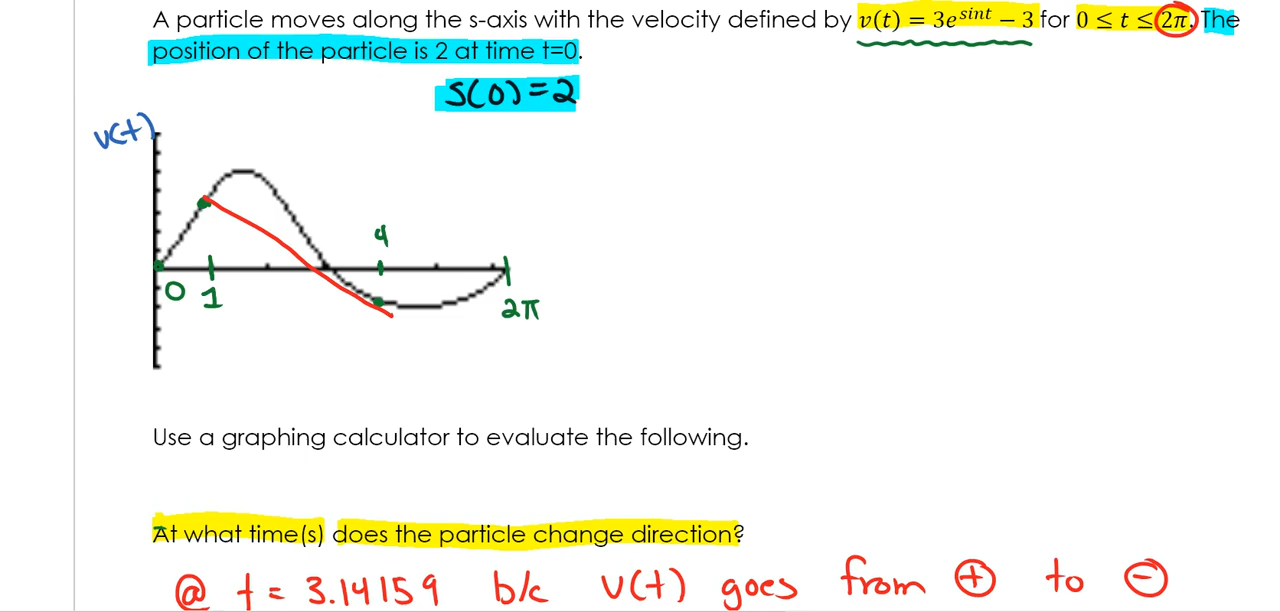 A particle moves along the s-axis with the velocity defined by v(t) = 3e^{sint} − 3 for 0 ≤ t ≤ 2π. The
position of the particle is 2 at time t=0.
S(0)=2
v(t)
4
0 1 2π
Use a graphing calculator to evaluate the following.
At what time(s) does the particle change direction?
@ t = 3.14159 b/c v(t) goes from ⊕ to ⊖